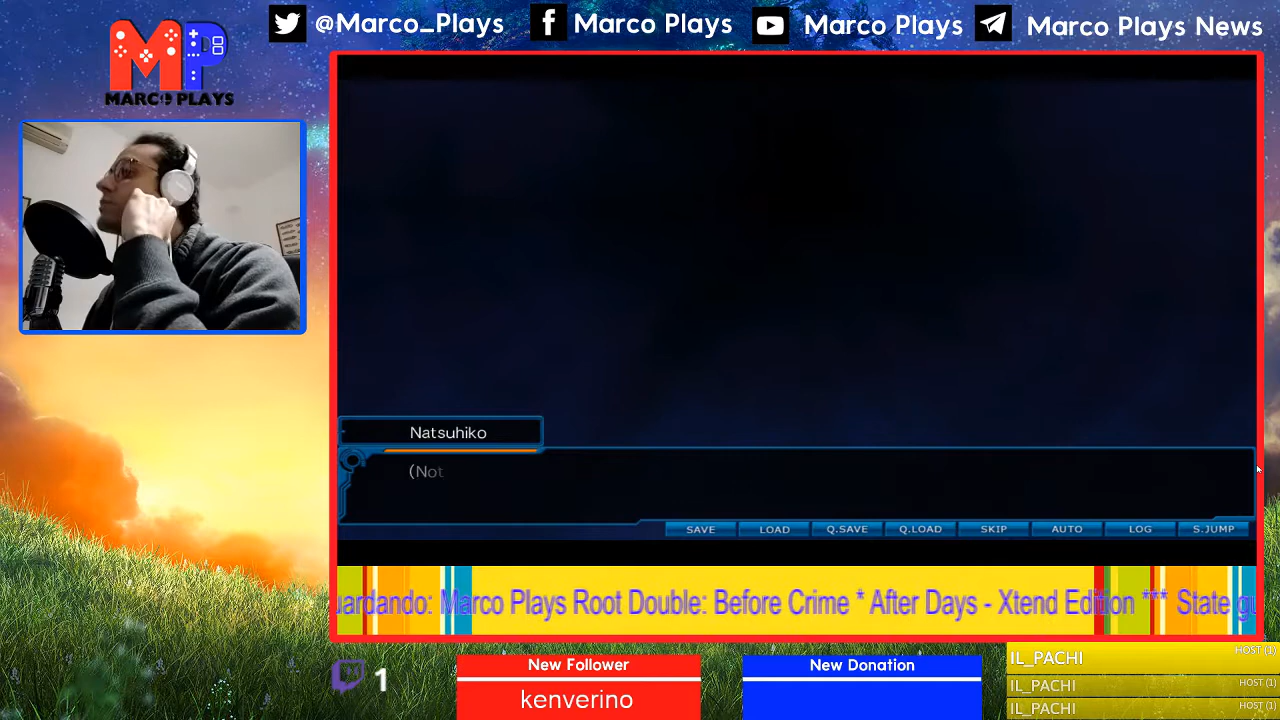 @Marco_Plays
Marco Plays
Marco Plays
Marco Plays News
MP
MARCO PLAYS
Natsuhiko
(Not
SAVE
LOAD
Q.SAVE
Q.LOAD
SKIP
AUTO
LOG
S.JUMP
uardando: Marco Plays Root Double: Before Crime * After Days - Xtend Edition *** State gu
1
New Follower
kenverino
New Donation
IL_PACHI
HOST (1)
IL_PACHI
HOST (1)
IL_PACHI
HOST (1)